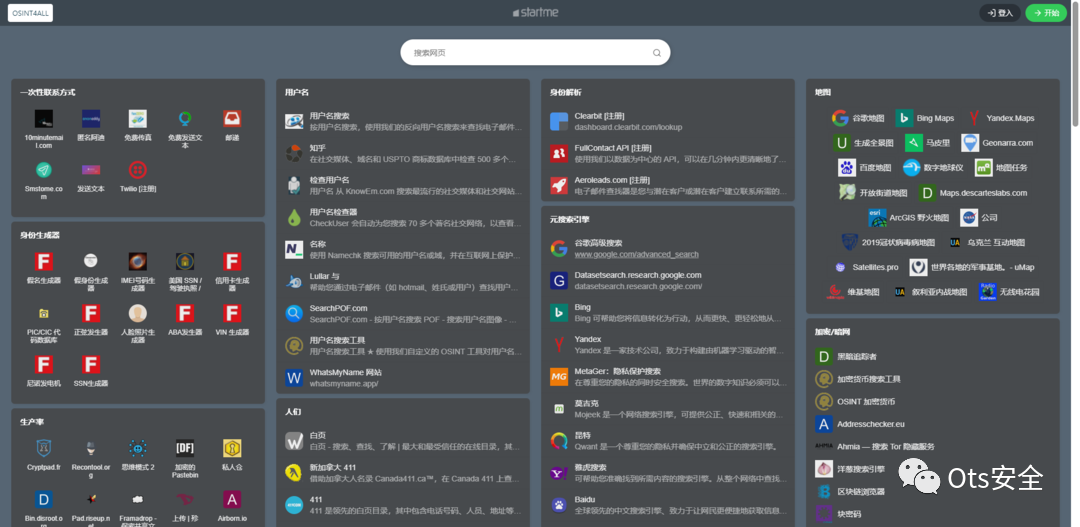 OSINT4ALL
startme
登入
开始
搜索网页
一次性联系方式
10minutemai
l.com
匿名阿迪
免费传真
免费发送文
本
邮递
Smstome.co
m
发送文本
Twilio [注册]
身份生成器
假名生成器
假身份生成
器
IMEI号码生
成器
美国 SSN /
驾驶执照 /
信用卡生成
器
PIC/CIC 代
码数据库
正弦发生器
人脸照片生
成器
ABA发生器
VIN 生成器
尼诺发电机
SSN生成器
生产率
Cryptpad.fr
Recontool.or
g
思维模式 2
加密的
Pastebin
私人仓
Bin.disroot.o
Pad.riseup.n
Framadrop -
上传 | 珍
Airborn.io
用户名
用户名搜索
按用户名搜索，使用我们的反向用户名搜索来查找电子邮件...
知乎
在社交媒体、域名和 USPTO 商标数据库中检查 500 多个...
检查用户名
用户名 从 KnowEm.com 搜索最流行的社交媒体和社交网站...
用户名检查器
CheckUser 会自动为您搜索 70 多个著名社交网络，以查看...
名称
使用 Namechk 搜索可用的用户名或域，并在互联网上保护...
Lullar 与
帮助您通过电子邮件（如 hotmail、姓氏或用户）查找用户...
SearchPOF.com
SearchPOF.com - 按用户名搜索 POF - 搜索用户名图像 - ...
用户名搜索工具
用户名搜索工具 ★ 使用我们自定义的 OSINT 工具对用户名...
WhatsMyName 网站
whatsmyname.app/
人们
白页
白页 - 搜索、查找、了解 | 最大和最受信任的在线目录，其...
新加拿大 411
借助加拿大人名录 Canada411.ca™，在 Canada 411 上查...
411
411 是领先的白页目录，其中包含电话号码、人员、地址等...
身份解析
Clearbit [注册]
dashboard.clearbit.com/lookup
FullContact API [注册]
使用我们以数据为中心的 API，可以在几分钟内更清晰地了...
Aeroleads.com [注册]
电子邮件查找器是您与潜在客户或潜在客户建立联系所需的...
元搜索引擎
谷歌高级搜索
www.google.com/advanced_search
Datasetsearch.research.google.com
datasetsearch.research.google.com/
Bing
Bing 可帮助您将信息转化为行动，从而更快、更轻松地从...
Yandex
Yandex 是一家技术公司，致力于构建由机器学习驱动的智...
MetaGer：隐私保护搜索
在尊重您的隐私的同时安全搜索。世界的数字知识必须可以...
莫吉克
Mojeek 是一个网络搜索引擎，可提供公正、快速和相关的...
昆特
Qwant 是一个尊重您的隐私并确保中立和公正的搜索引擎。
雅虎搜索
可帮助您准确找到所需内容的搜索引擎。从整个网络中查找...
Baidu
全球领先的中文搜索引擎、致力于让网民更便捷地获取信息...
地图
谷歌地图
Bing Maps
Yandex.Maps
生成全景图
马皮里
Geonarra.com
百度地图
数字地球仪
地图任务
开放街道地图
Maps.descarteslabs.com
ArcGIS 野火地图
公司
2019冠状病毒病地图
乌克兰 互动地图
Satellites.pro
世界各地的军事基地。- uMap
维基地图
叙利亚内战地图
无线电花园
加密/暗网
黑暗追踪者
加密货币搜索工具
OSINT 加密货币
Addresschecker.eu
Ahmia — 搜索 Tor 隐藏服务
洋葱搜索引擎
区块链浏览器
块密码
Ots安全